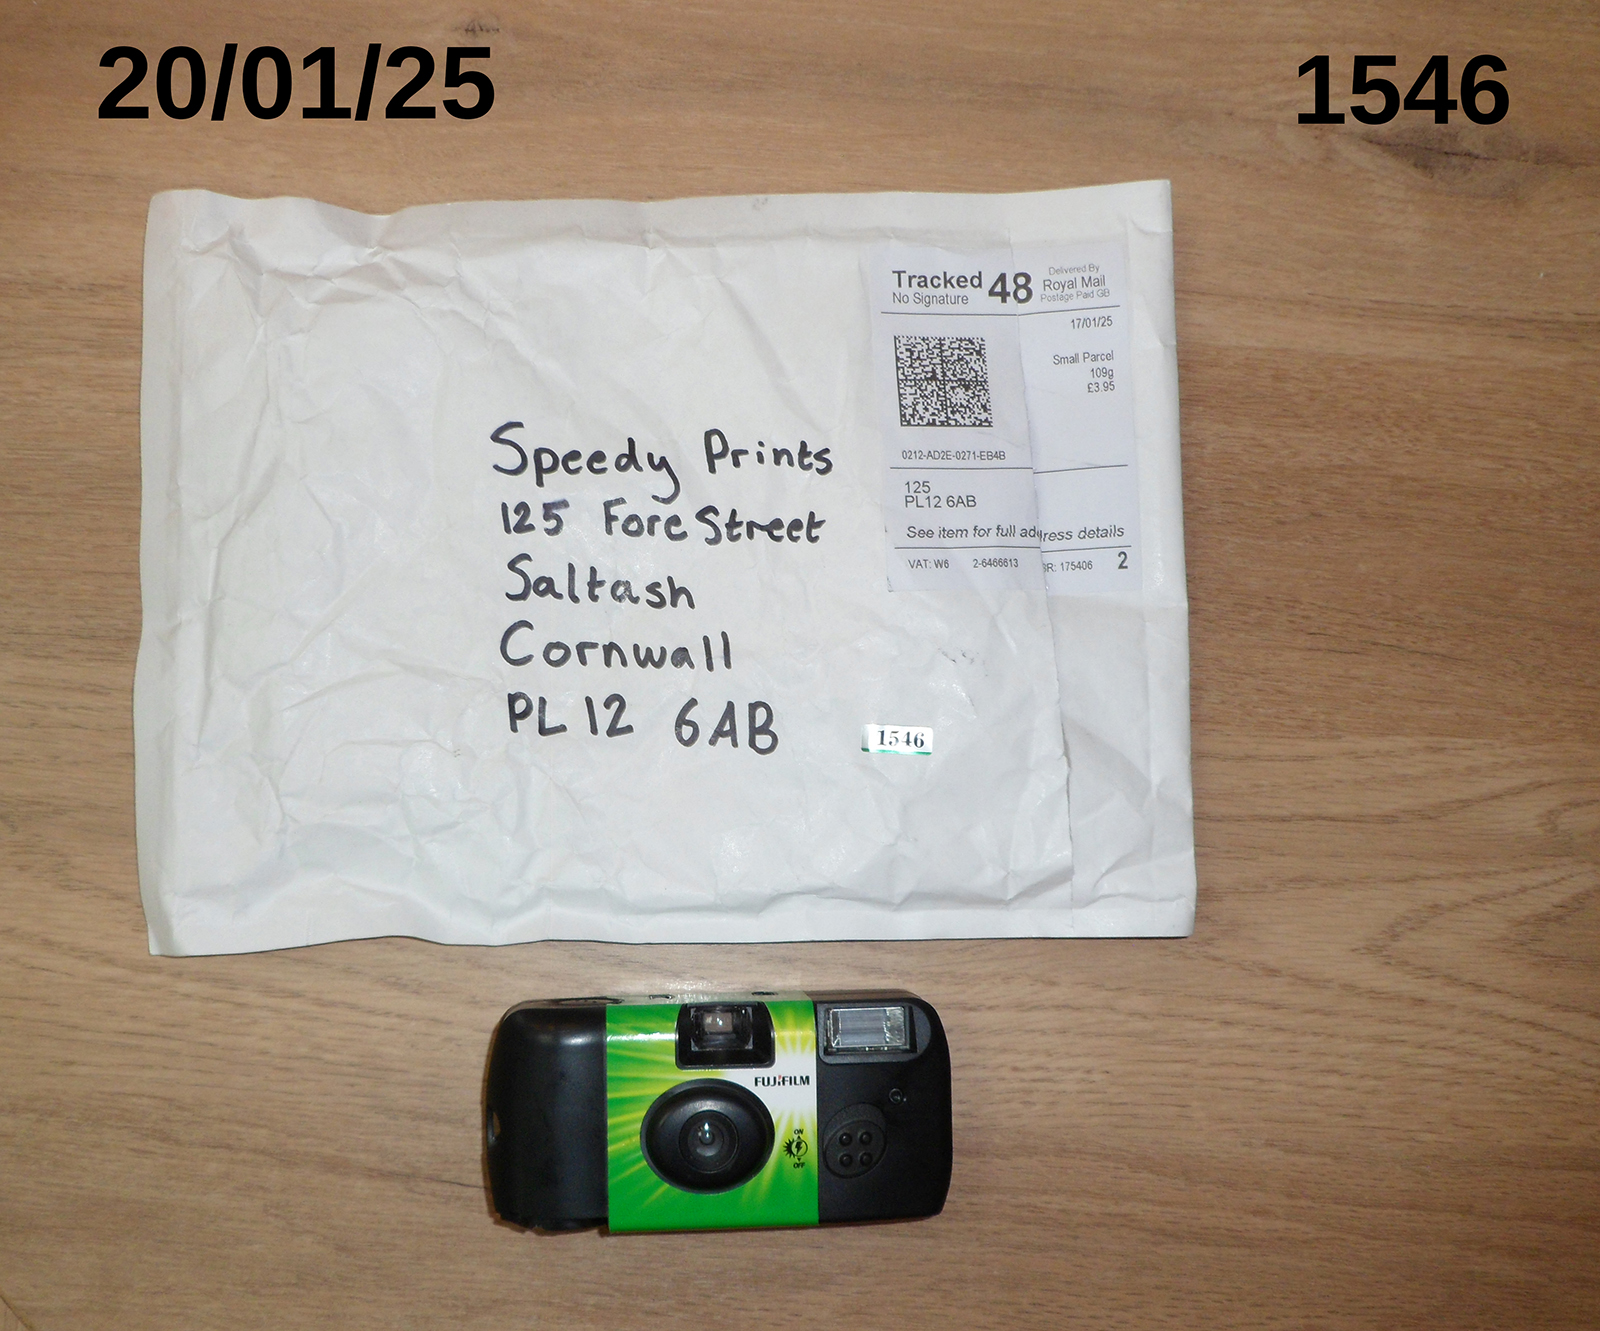 20/01/25
1546
Tracked 48
No Signature
Delivered By
Royal Mail
Postage Paid GB
17/01/25
Small Parcel
109g
£3.95
0212-AD2E-0271-EB4B
125
PL12 6AB
See item for full address details
VAT: W6 2-6466613 SR: 175406 2
Speedy Prints
125 Fore Street
Saltash
Cornwall
PL12 6AB
1546
FUJIFILM
ON
OFF